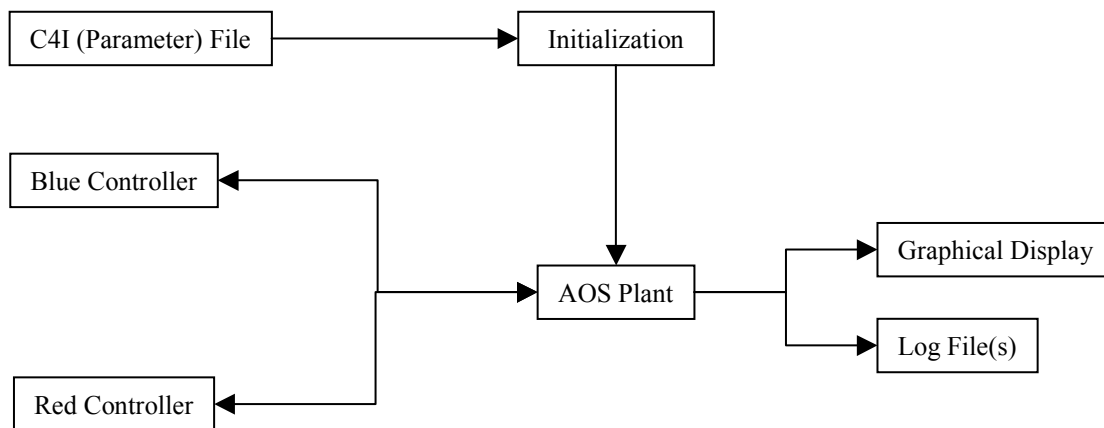 C4I (Parameter) File
Initialization
Blue Controller
Graphical Display
AOS Plant
Log File(s)
Red Controller